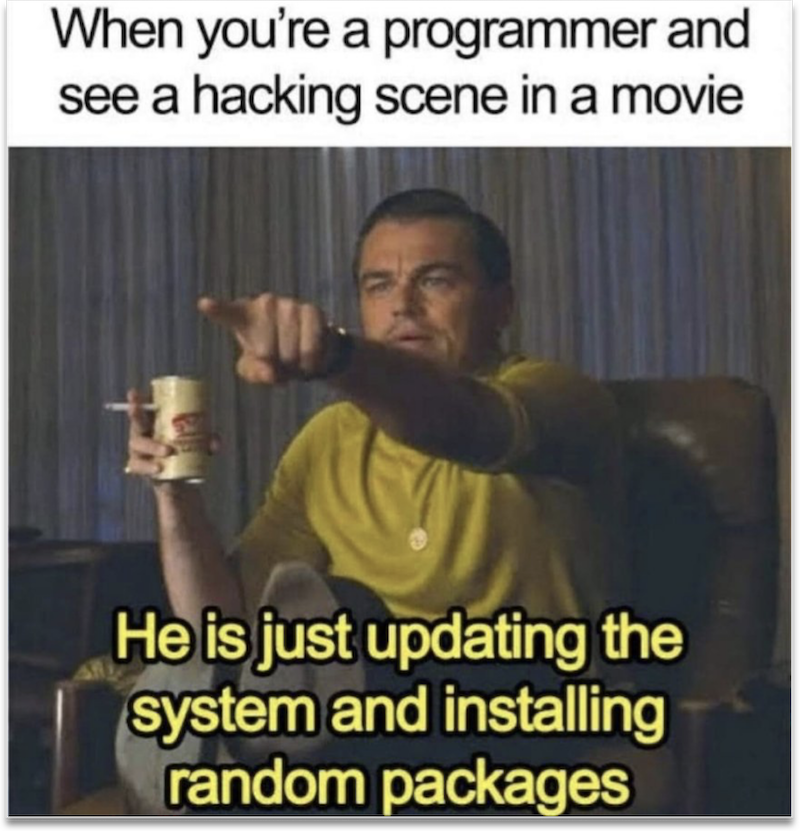 When you're a programmer and
see a hacking scene in a movie
He is just updating the
system and installing
random packages